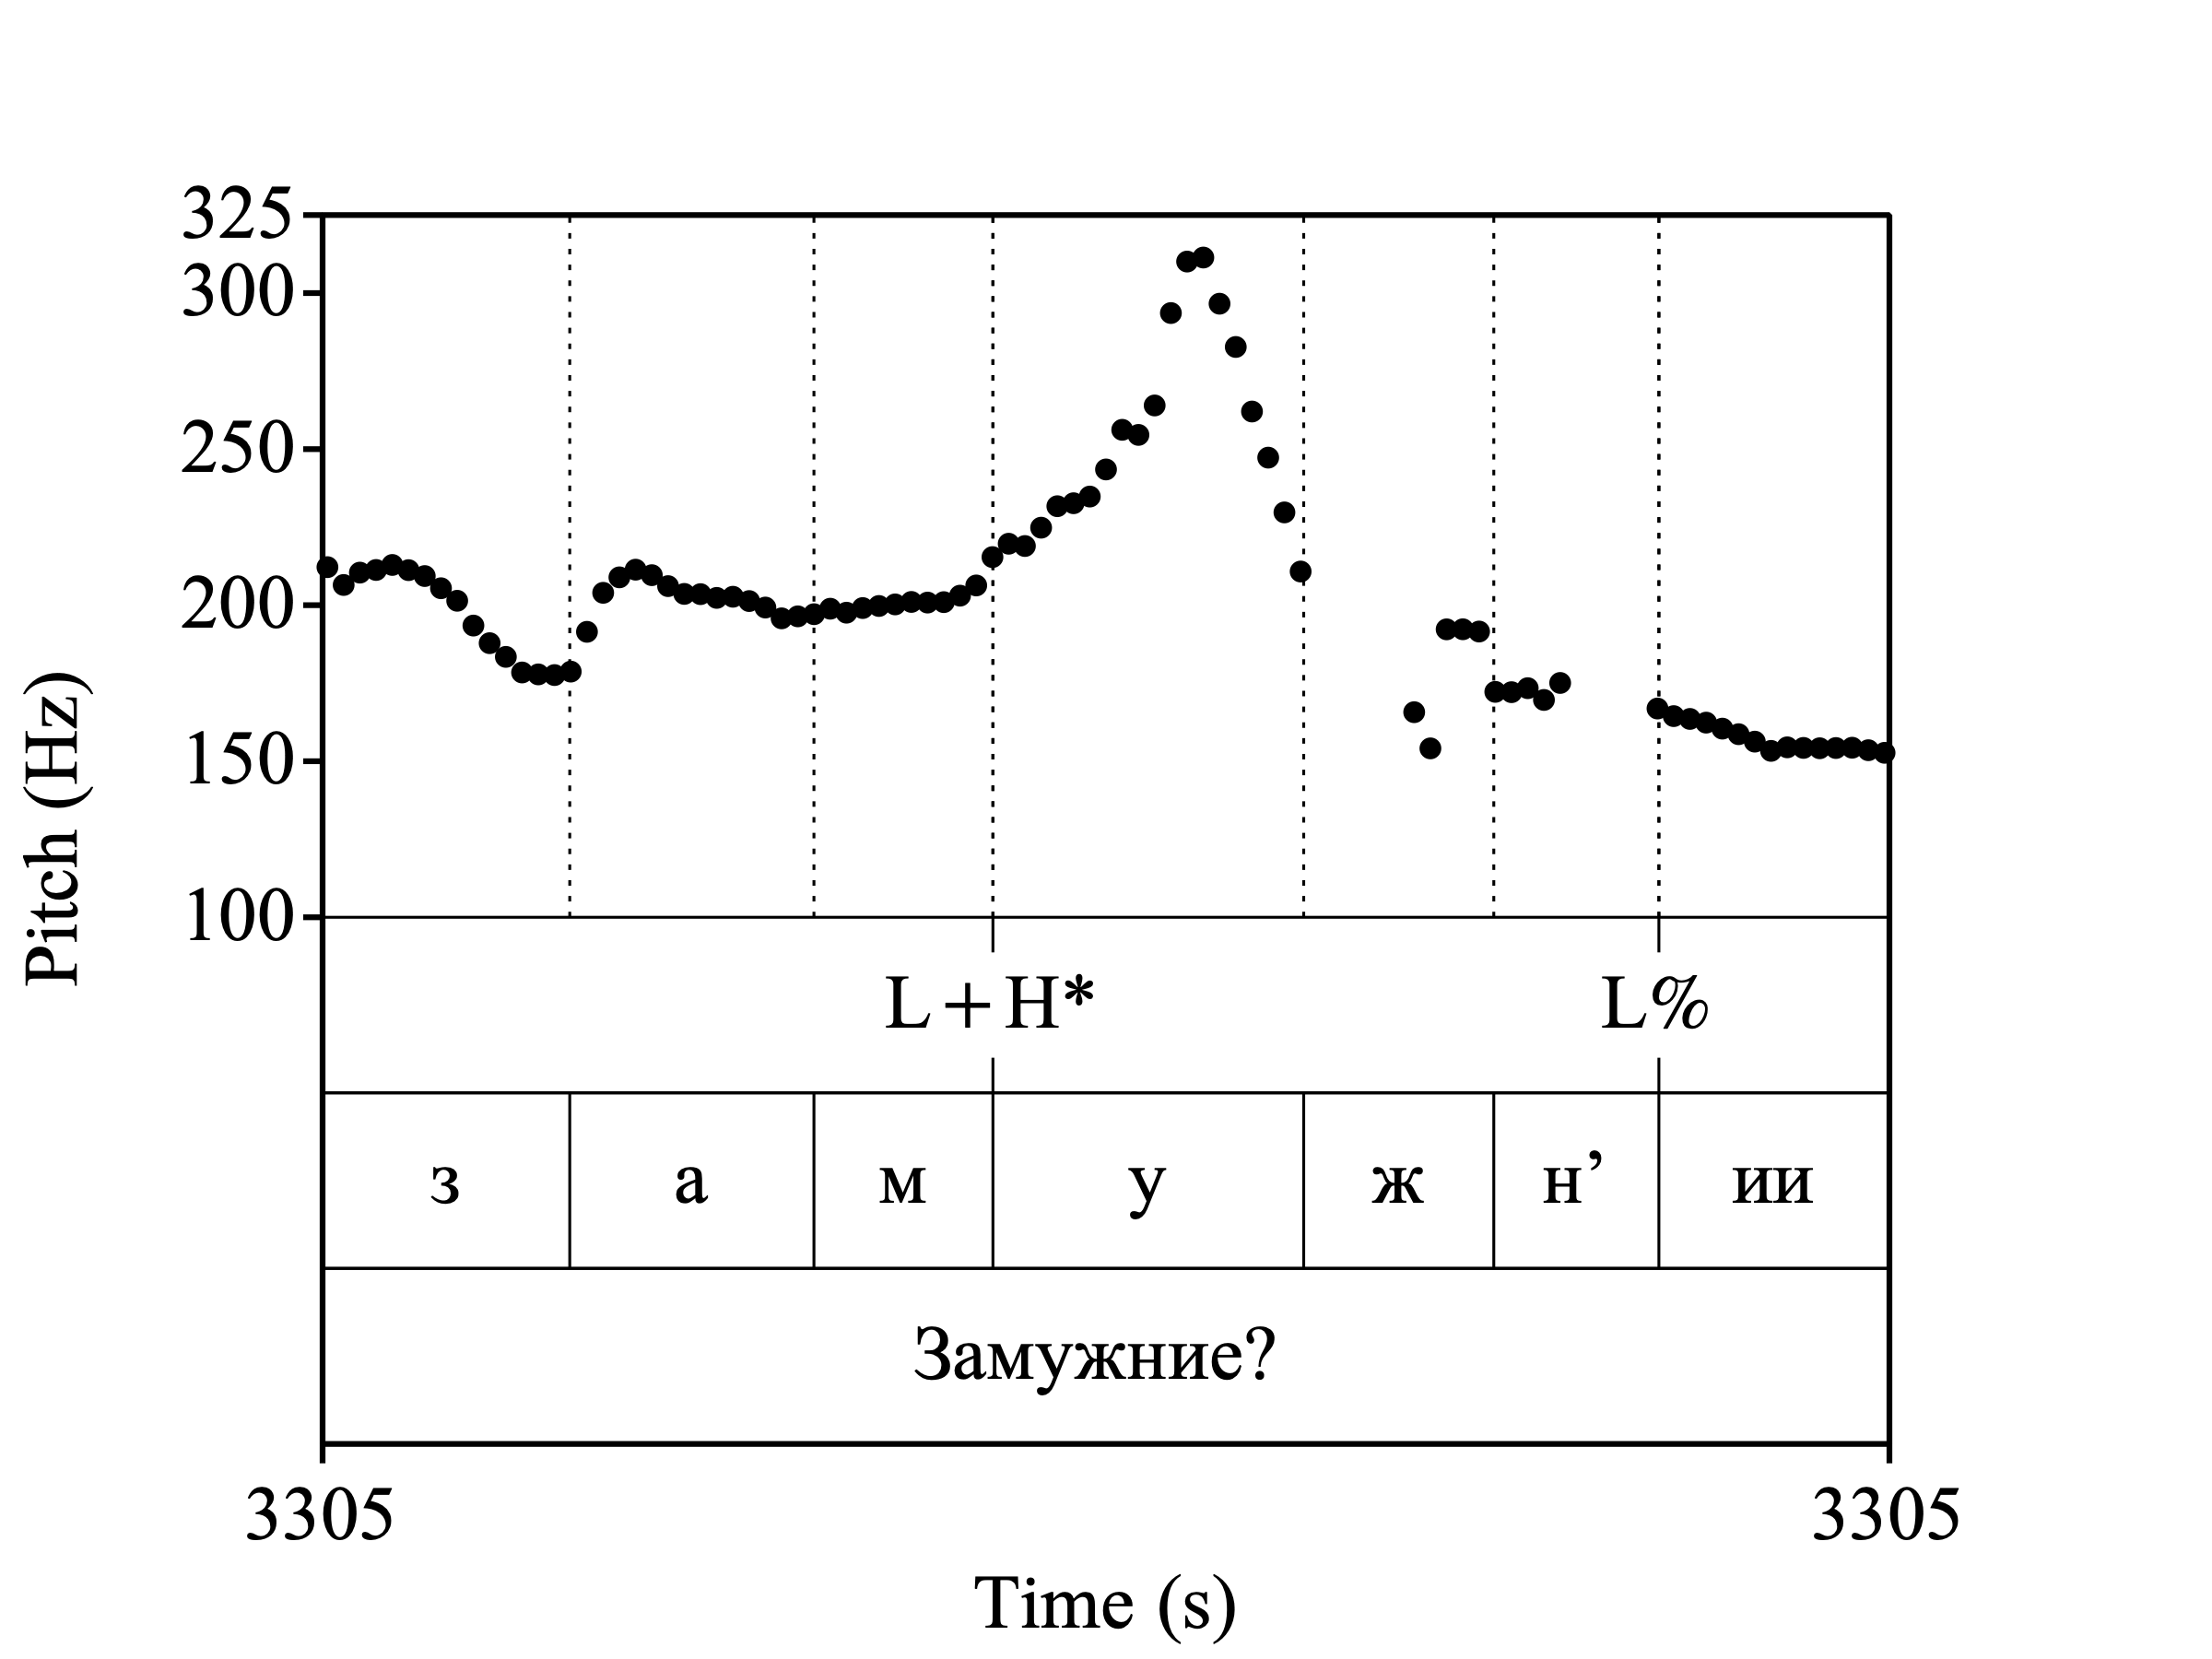 Pitch (Hz)
325
300
250
200
150
100
L+H* L%
з а м у ж н’ ии
Замужние?
3305 3305
Time (s)